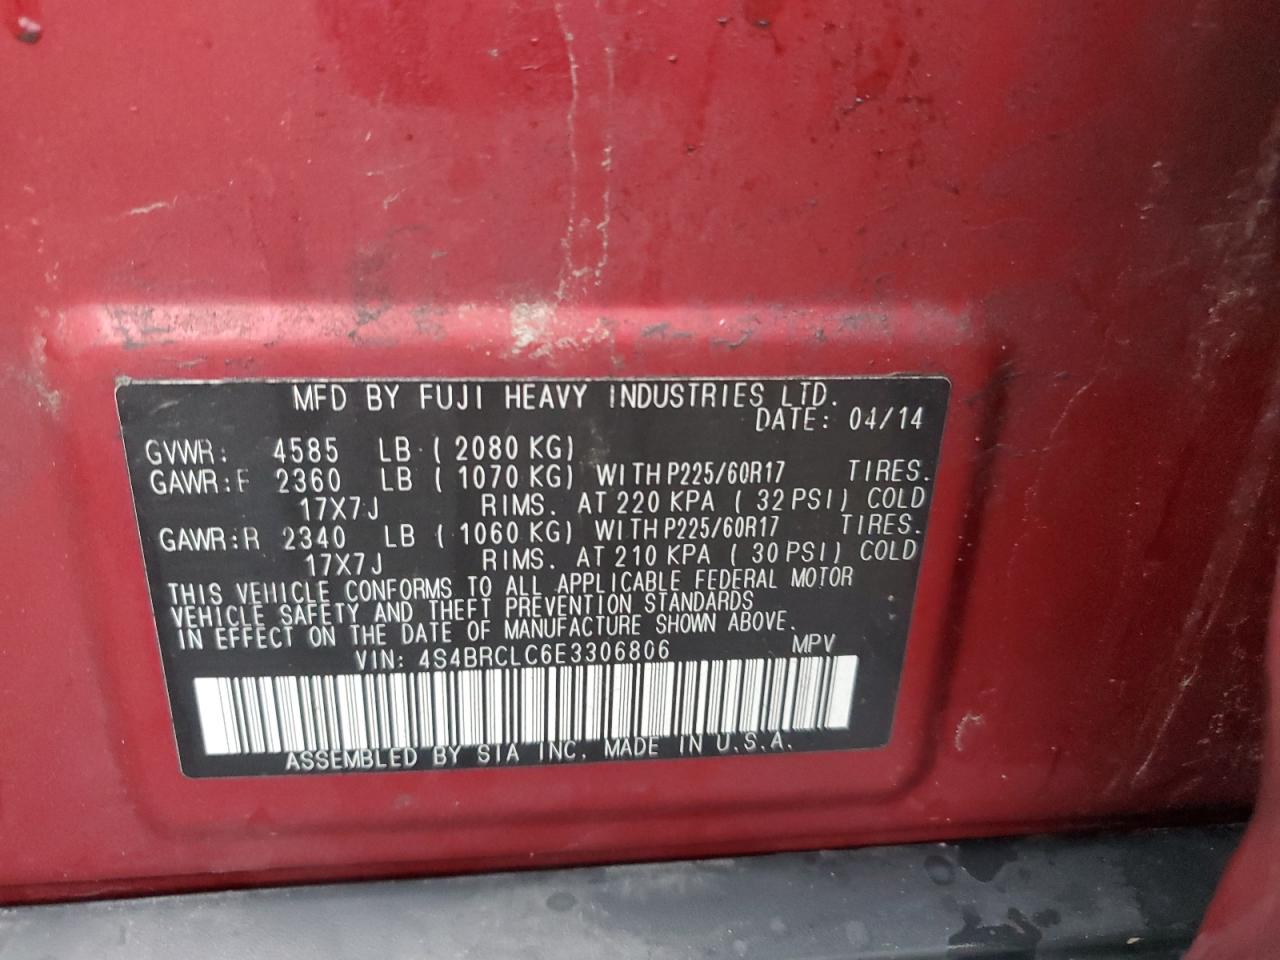 MFD BY FUJI HEAVY INDUSTRIES LTD.
DATE: 04/14
GVWR: 4585 LB ( 2080 KG)
GAWR:F 2360 LB ( 1070 KG) WITH P225/60R17 TIRES.
17X7J RIMS. AT 220 KPA ( 32 PSI) COLD
GAWR:R 2340 LB ( 1060 KG) WITH P225/60R17 TIRES.
17X7J RIMS. AT 210 KPA ( 30 PSI) COLD
THIS VEHICLE CONFORMS TO ALL APPLICABLE FEDERAL MOTOR
VEHICLE SAFETY AND THEFT PREVENTION STANDARDS
IN EFFECT ON THE DATE OF MANUFACTURE SHOWN ABOVE.
VIN: 4S4BRCLC6E3306806 MPV
ASSEMBLED BY SIA INC. MADE IN U.S.A.